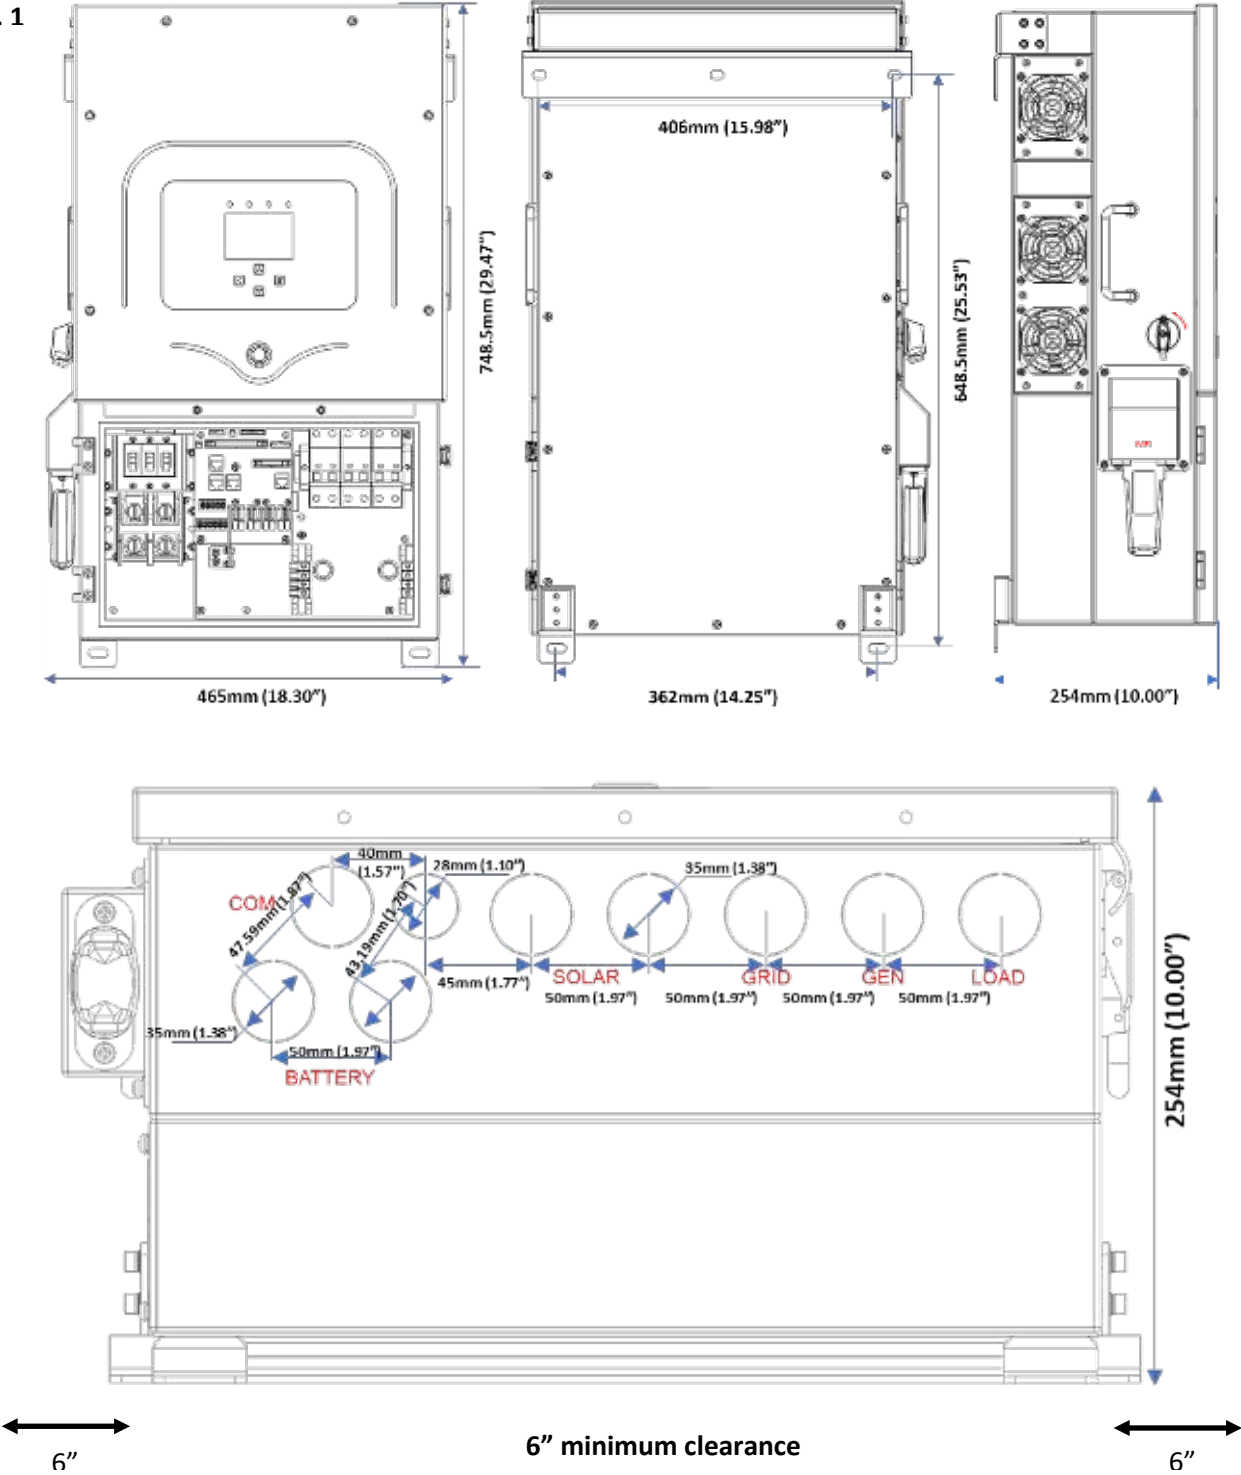 . 1
406mm (15.98")
748.5mm (29.47")
648.5mm (25.53")
465mm (18.30")
362mm (14.25")
254mm (10.00")
40mm
(1.57")
28mm (1.10")
35mm (1.38")
COM
47.59mm(1.87")
43.19mm(1.70")
45mm (1.77")
SOLAR
GRID
GEN
LOAD
50mm (1.97")
50mm (1.97")
50mm (1.97")
50mm (1.97")
35mm (1.38")
50mm (1.97")
BATTERY
254mm (10.00")
6”
6” minimum clearance
6”